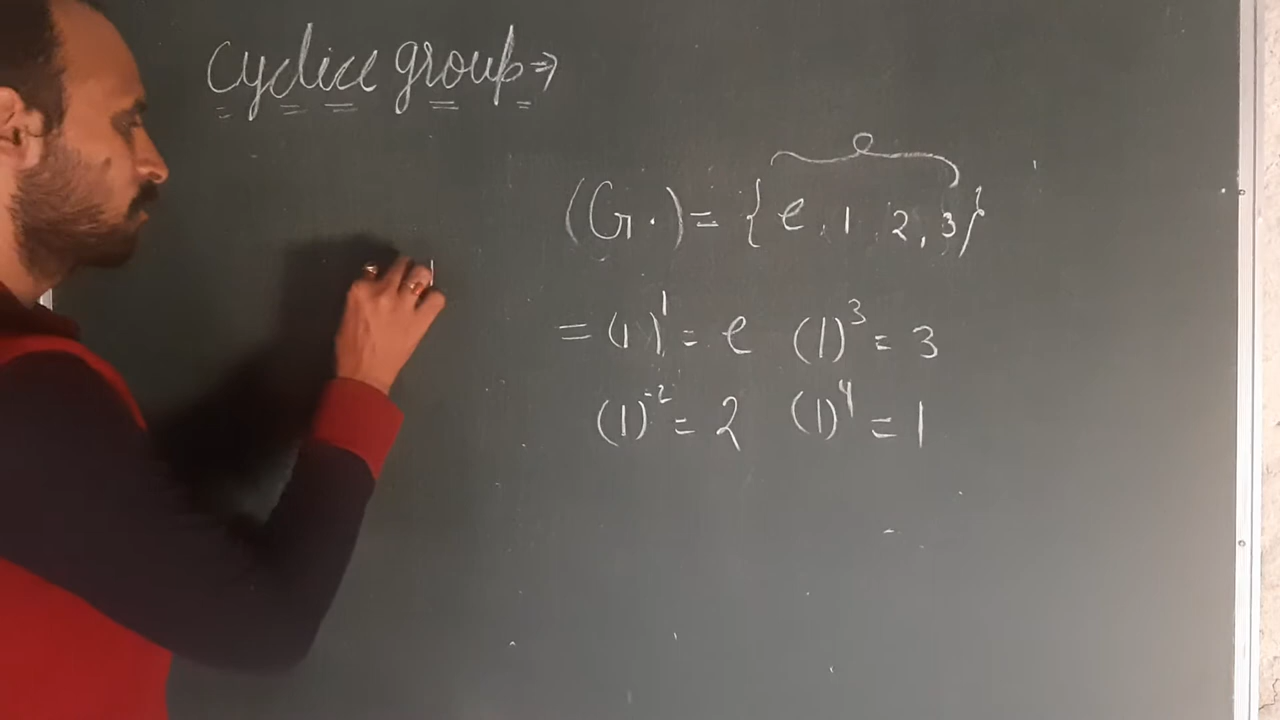 cyclice group →
(G .) = { e, 1 2, 3}
= (1)¹ = e (1)³ = 3
(1)⁻² = 2 (1)⁴ = 1